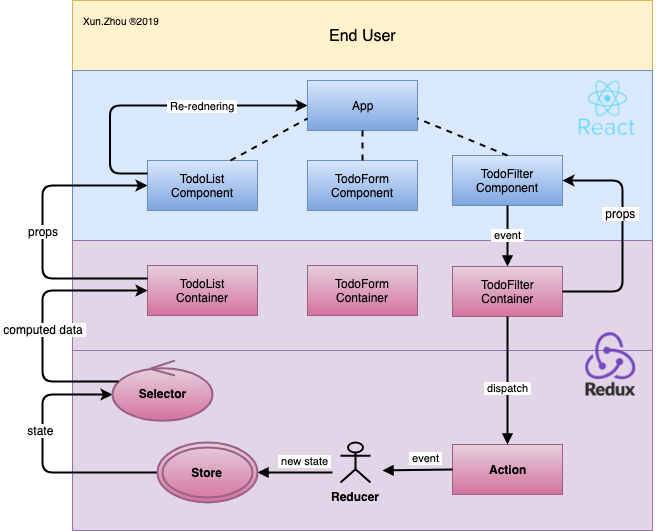 Xun.Zhou ®2019
End User
Re-rednering
App
React
TodoList
Component
TodoForm
Component
TodoFilter
Component
props
props
event
TodoList
Container
TodoForm
Container
TodoFilter
Container
computed data
Redux
Selector
dispatch
state
Store
new state
Reducer
event
Action